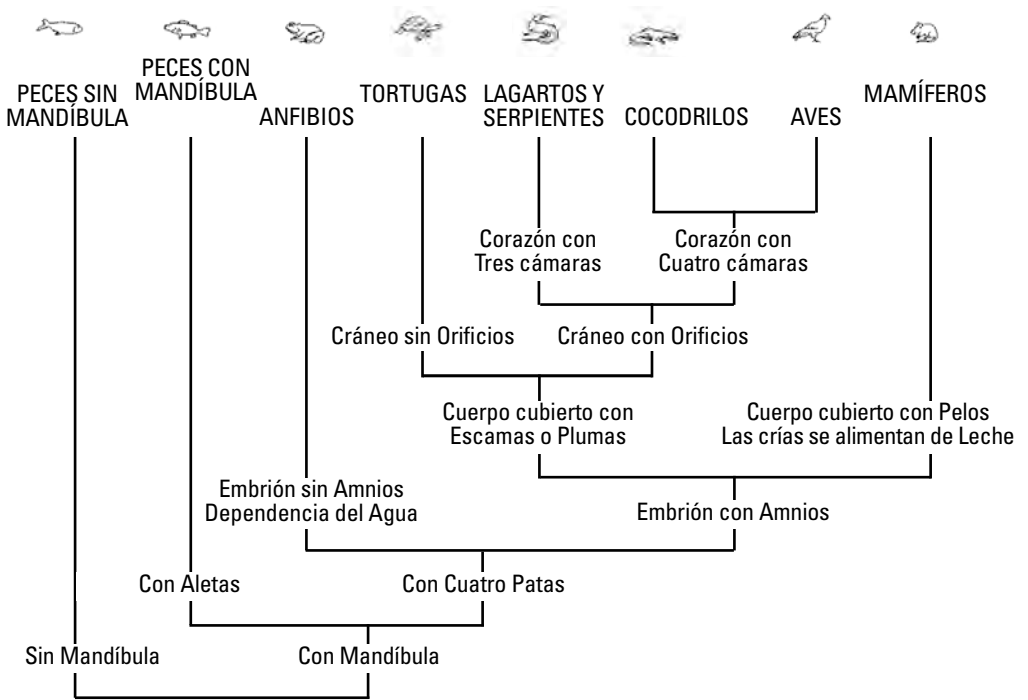 PECES SIN
MANDÍBULA
PECES CON
MANDÍBULA
ANFIBIOS
TORTUGAS
LAGARTOS Y
SERPIENTES
COCODRILOS
AVES
MAMÍFEROS
Corazón con
Tres cámaras
Corazón con
Cuatro cámaras
Cráneo sin Orificios
Cráneo con Orificios
Cuerpo cubierto con
Escamas o Plumas
Cuerpo cubierto con Pelos
Las crías se alimentan de Leche
Embrión sin Amnios
Dependencia del Agua
Embrión con Amnios
Con Aletas
Con Cuatro Patas
Sin Mandíbula
Con Mandíbula